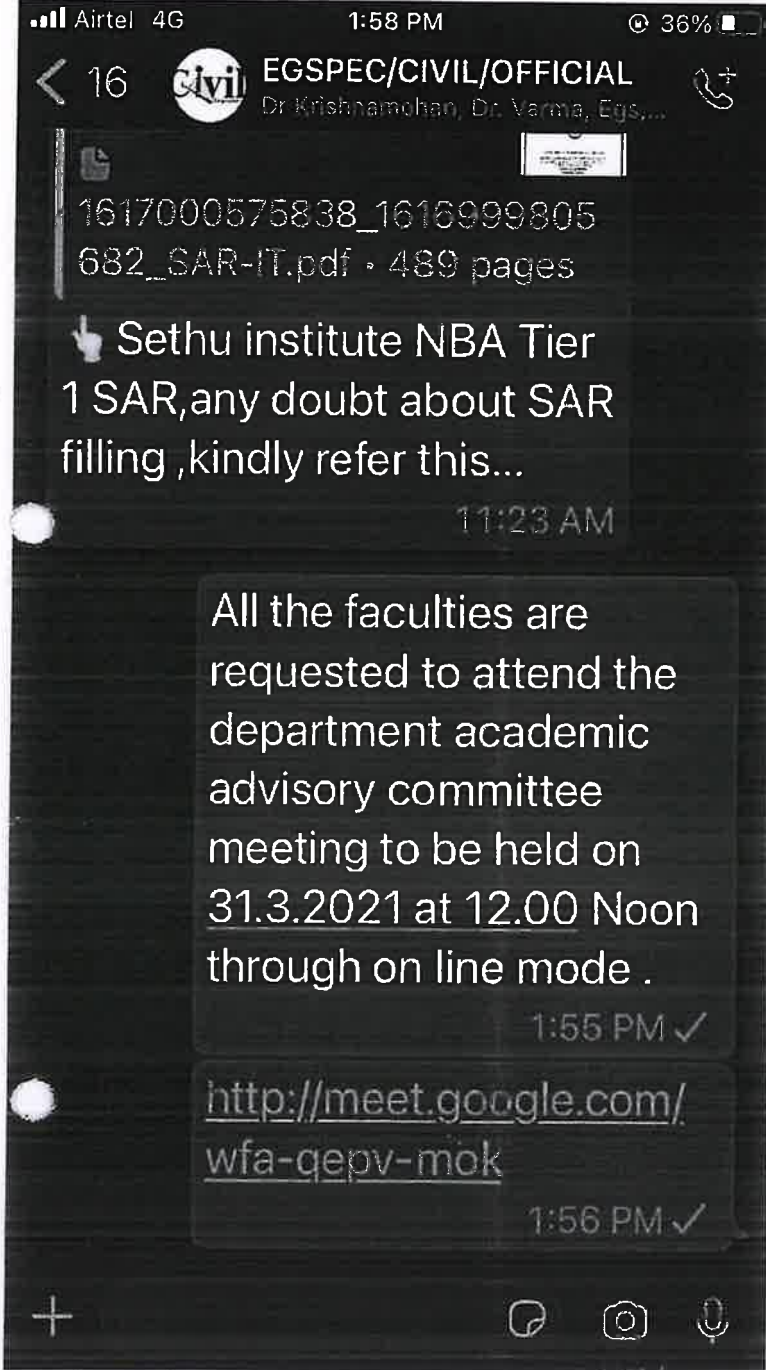 Airtel 4G 1:58 PM 36%
16 Civil EGSPEC/CIVIL/OFFICIAL
Dr Krishnamohan, Dr. Varma, Egs,...
1617000575838_1616999805
682_SAR-IT.pdf • 489 pages
👆 Sethu institute NBA Tier
1 SAR,any doubt about SAR
filling ,kindly refer this...
11:23 AM
All the faculties are
requested to attend the
department academic
advisory committee
meeting to be held on
31.3.2021 at 12.00 Noon
through on line mode .
1:55 PM ✓
http://meet.google.com/
wfa-qepv-mok
1:56 PM ✓